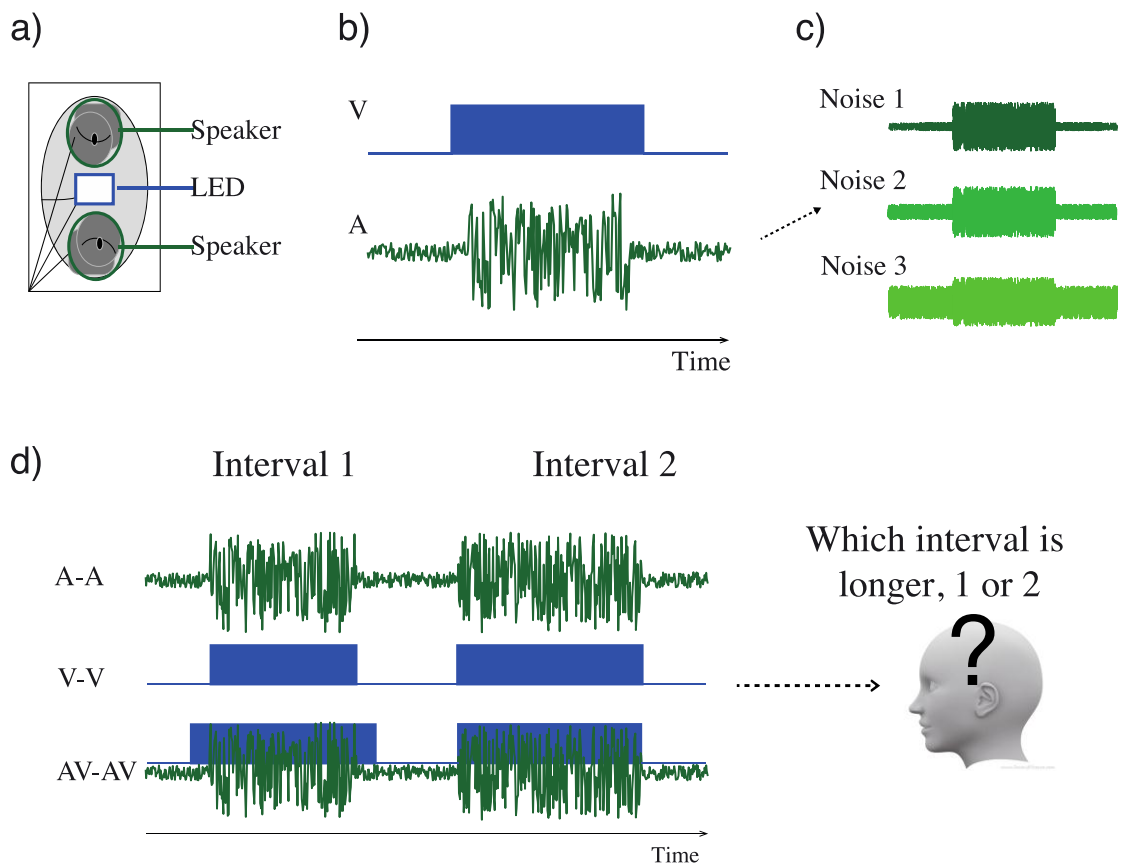 a)
Speaker
LED
Speaker
b)
V
A
Time
c)
Noise 1
Noise 2
Noise 3
d)
Interval 1
Interval 2
A-A
V-V
AV-AV
Time
Which interval is
longer, 1 or 2
?